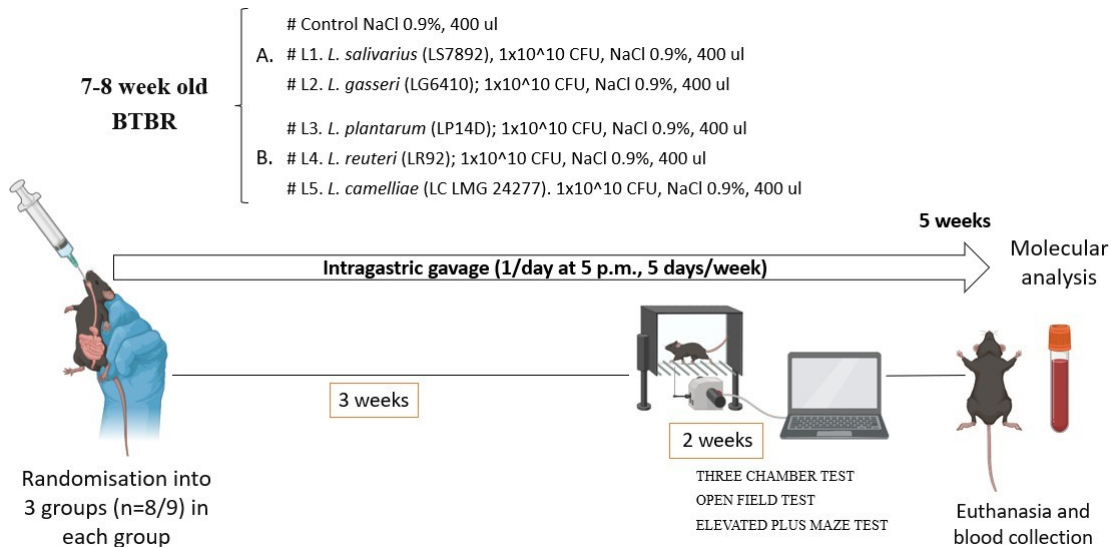 # Control NaCl 0.9%, 400 ul
A. # L1. L. salivarius (LS7892), 1x10^10 CFU, NaCl 0.9%, 400 ul
# L2. L. gasseri (LG6410); 1x10^10 CFU, NaCl 0.9%, 400 ul
7-8 week old
BTBR
# L3. L. plantarum (LP14D); 1x10^10 CFU, NaCl 0.9%, 400 ul
B. # L4. L. reuteri (LR92); 1x10^10 CFU, NaCl 0.9%, 400 ul
# L5. L. camelliae (LC LMG 24277). 1x10^10 CFU, NaCl 0.9%, 400 ul
5 weeks
Intragastric gavage (1/day at 5 p.m., 5 days/week)
Molecular
analysis
3 weeks
2 weeks
THREE CHAMBER TEST
OPEN FIELD TEST
ELEVATED PLUS MAZE TEST
Randomisation into
3 groups (n=8/9) in
each group
Euthanasia and
blood collection